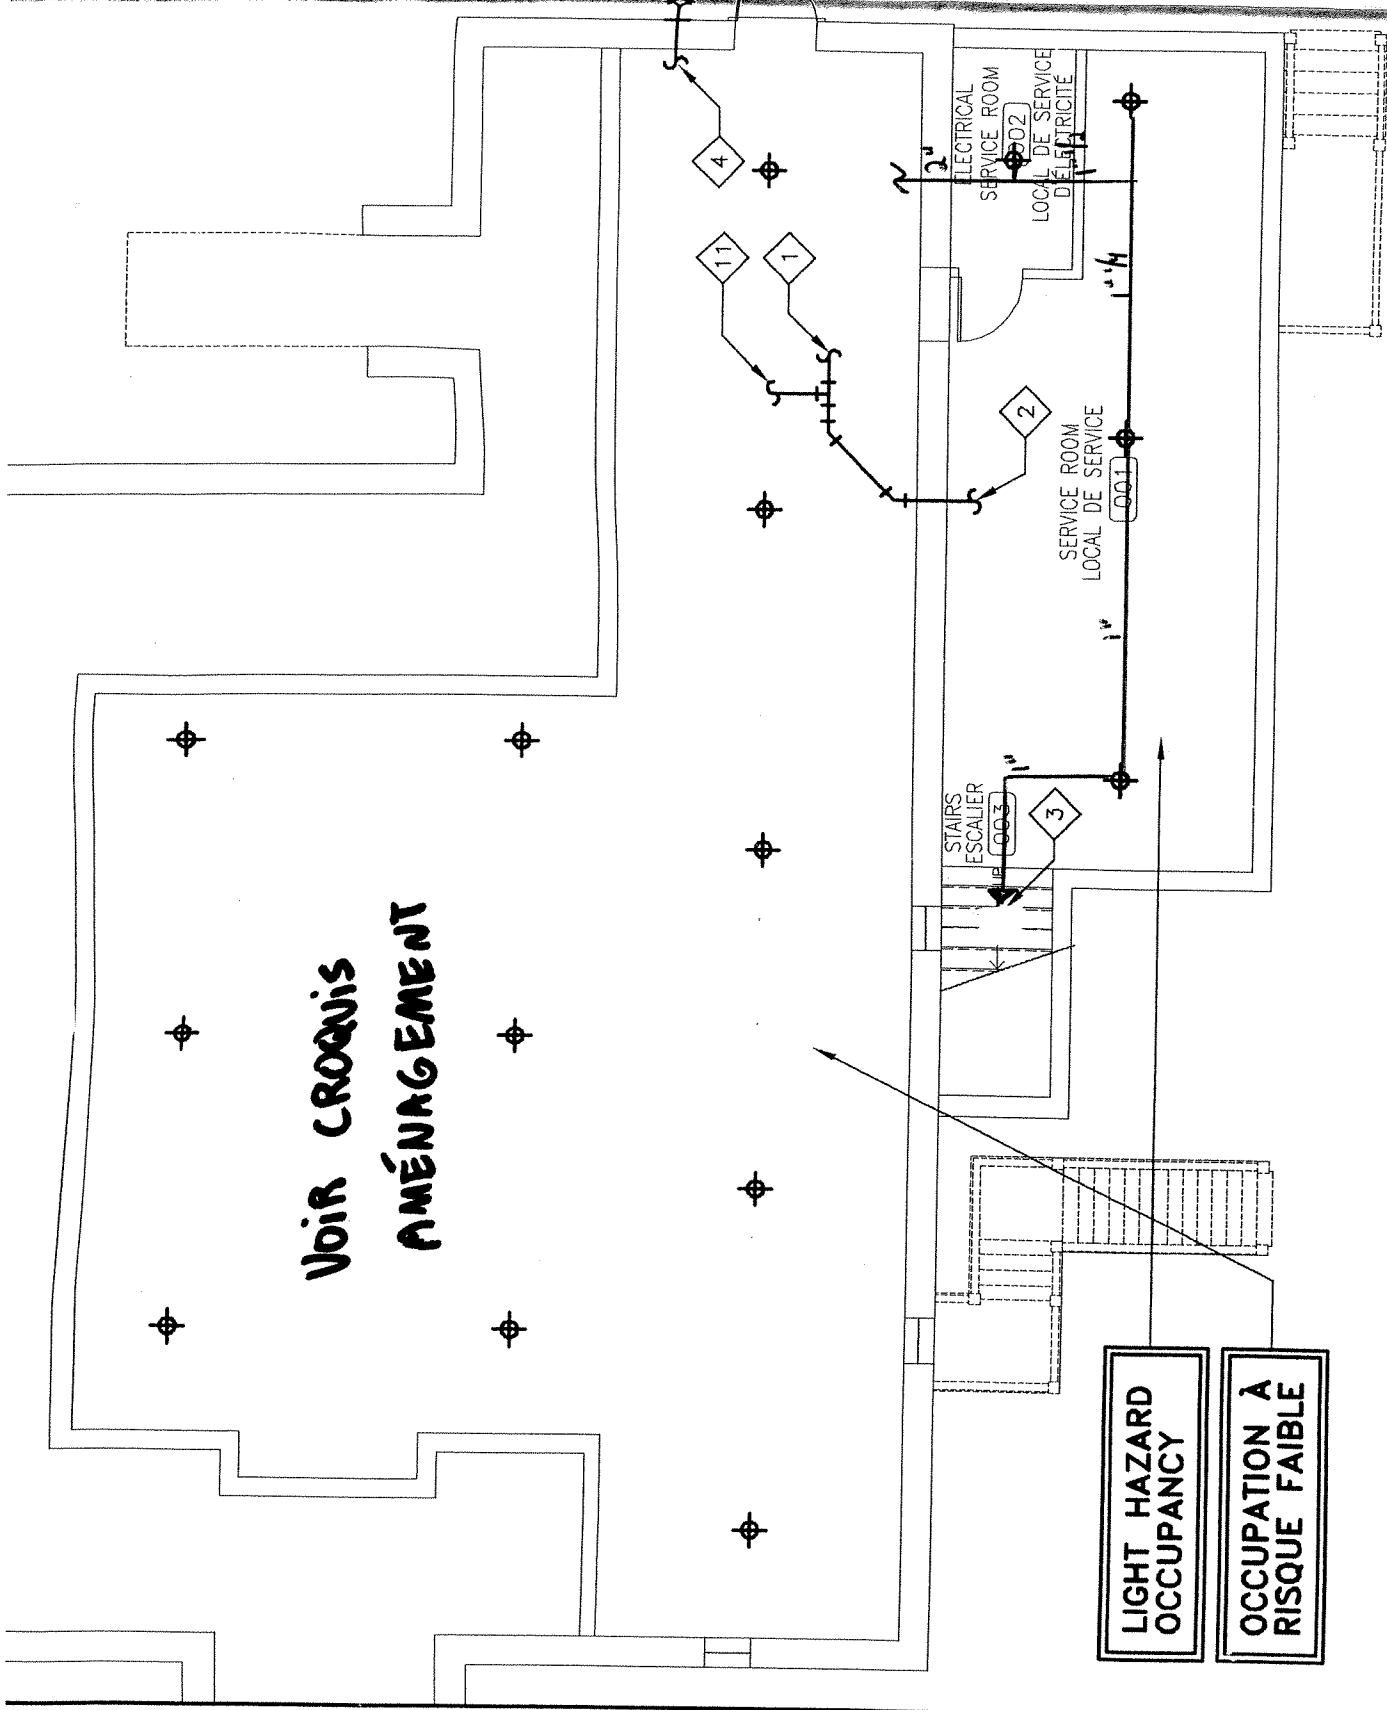 VOIR CROQUIS
AMÉNAGEMENT
4
11
1
2
3
2"
ELECTRICAL
SERVICE ROOM
002
LOCAL DE SERVICE
D'ÉLECTRICITÉ
1"1/4
SERVICE ROOM
LOCAL DE SERVICE
001
1"
1"
STAIRS
ESCALIER
003
UP
LIGHT HAZARD
OCCUPANCY
OCCUPATION À
RISQUE FAIBLE